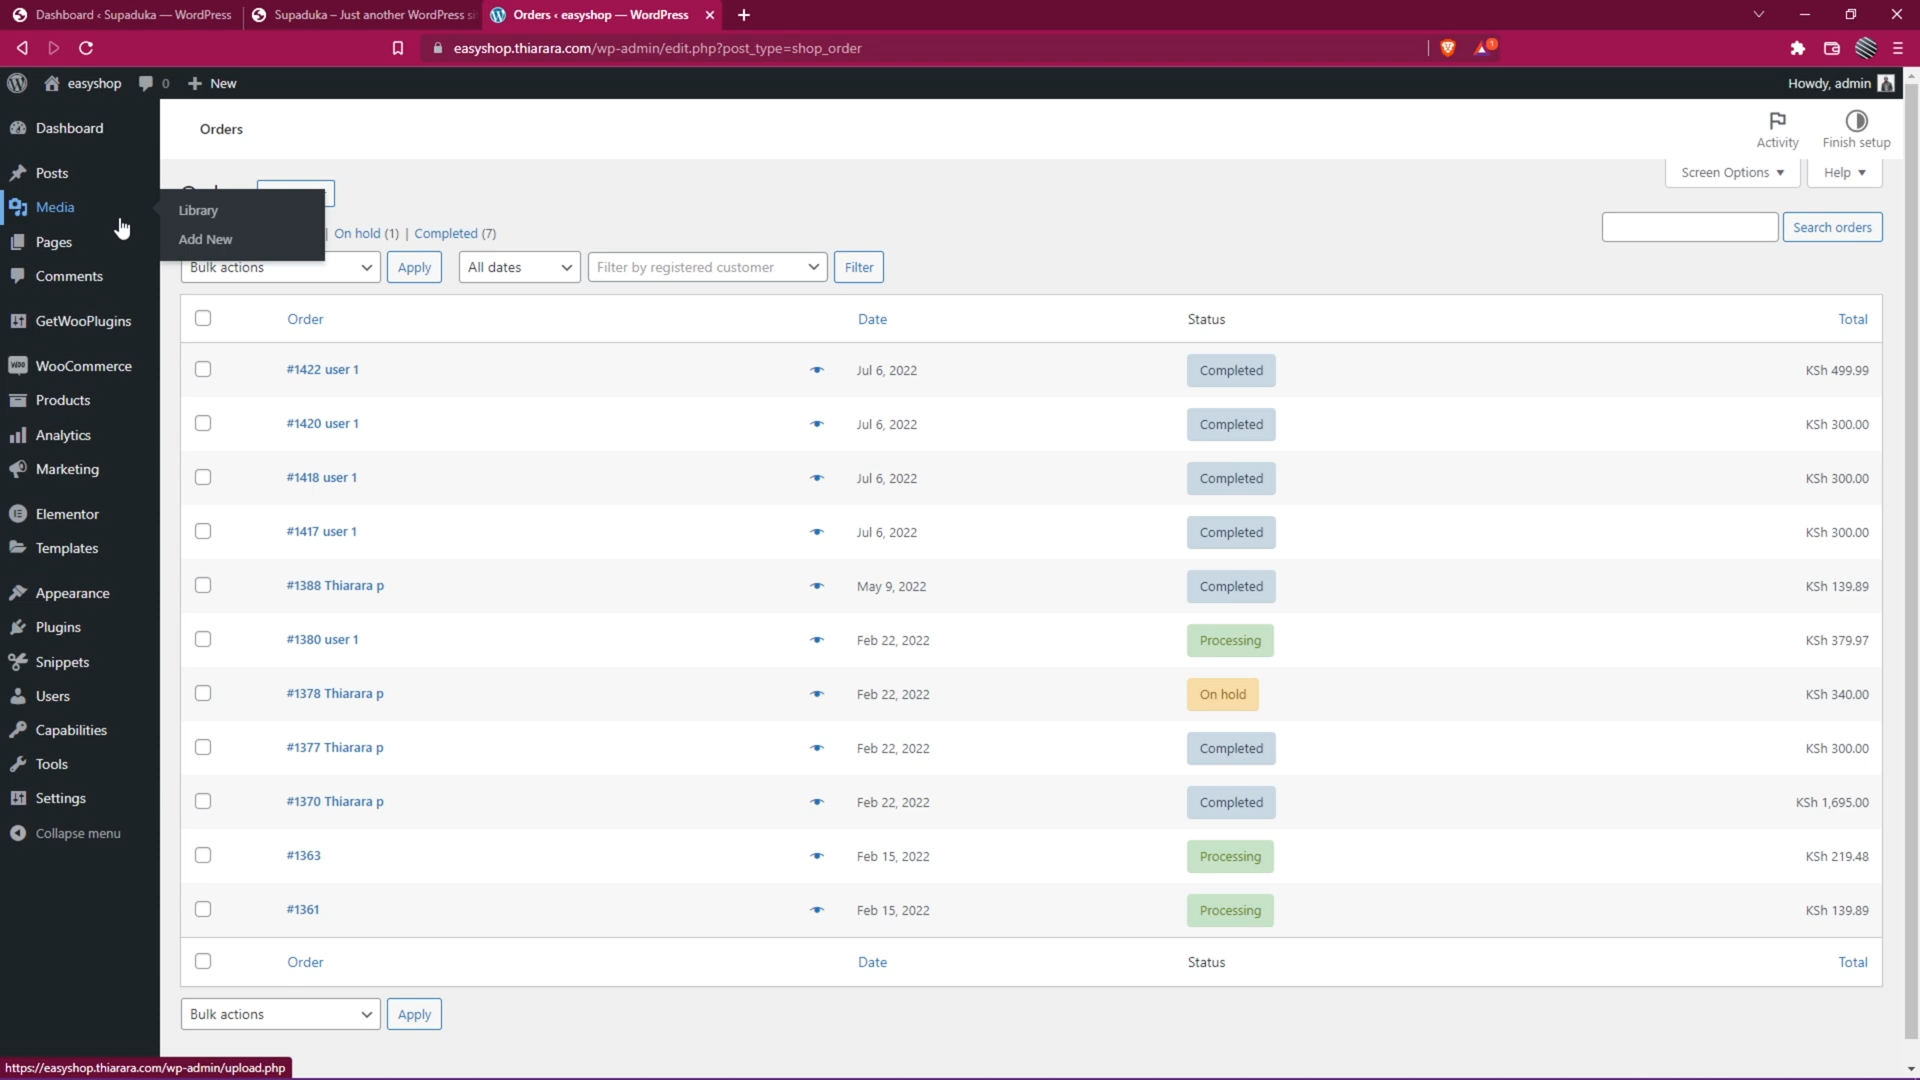 Dashboard ‹ Supaduka — WordPress
Supaduka – Just another WordPress si
Orders ‹ easyshop — WordPress
easyshop.thiarara.com/wp-admin/edit.php?post_type=shop_order
1
easyshop
0
New
Howdy, admin
Dashboard
Posts
Media
Pages
Comments
GetWooPlugins
WooCommerce
Products
Analytics
Marketing
Elementor
Templates
Appearance
Plugins
Snippets
Users
Capabilities
Tools
Settings
Collapse menu
Library
Add New
Orders
Activity
Finish setup
Screen Options
Help
On hold (1) | Completed (7)
Search orders
Bulk actions
Apply
All dates
Filter by registered customer
Filter
Order Date Status Total
#1422 user 1 Jul 6, 2022 Completed KSh 499.99
#1420 user 1 Jul 6, 2022 Completed KSh 300.00
#1418 user 1 Jul 6, 2022 Completed KSh 300.00
#1417 user 1 Jul 6, 2022 Completed KSh 300.00
#1388 Thiarara p May 9, 2022 Completed KSh 139.89
#1380 user 1 Feb 22, 2022 Processing KSh 379.97
#1378 Thiarara p Feb 22, 2022 On hold KSh 340.00
#1377 Thiarara p Feb 22, 2022 Completed KSh 300.00
#1370 Thiarara p Feb 22, 2022 Completed KSh 1,695.00
#1363 Feb 15, 2022 Processing KSh 219.48
#1361 Feb 15, 2022 Processing KSh 139.89
Order Date Status Total
Bulk actions
Apply
https://easyshop.thiarara.com/wp-admin/upload.php